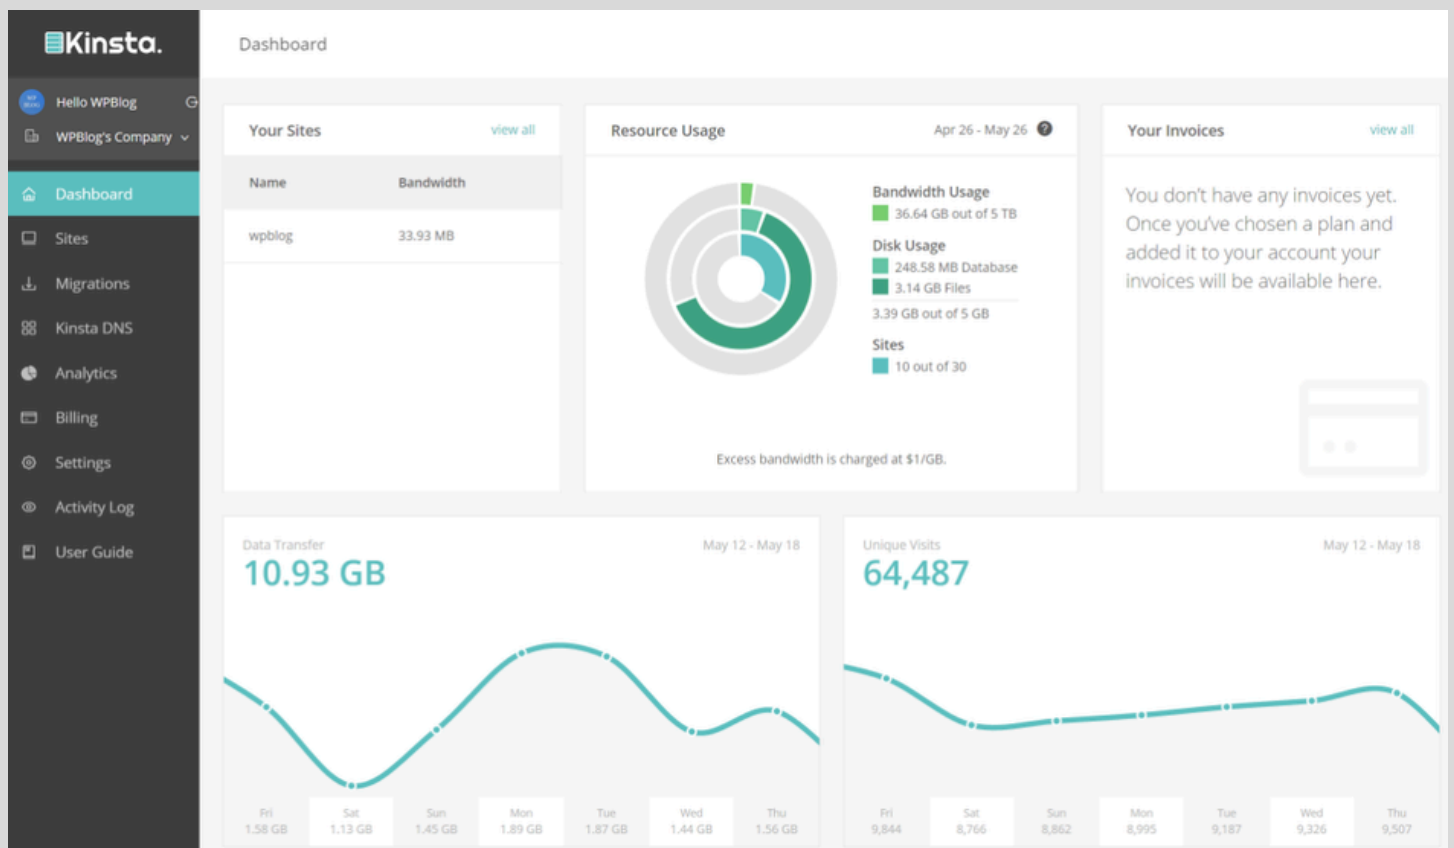 Kinsta.
Dashboard
Hello WPBlog
WPBlog's Company
Dashboard
Sites
Migrations
Kinsta DNS
Analytics
Billing
Settings
Activity Log
User Guide
Your Sites view all
Name Bandwidth
wpblog 33.93 MB
Resource Usage Apr 26 - May 26 ?
Bandwidth Usage
36.64 GB out of 5 TB
Disk Usage
248.58 MB Database
3.14 GB Files
3.39 GB out of 5 GB
Sites
10 out of 30
Excess bandwidth is charged at $1/GB.
Your Invoices view all
You don't have any invoices yet.
Once you've chosen a plan and
added it to your account your
invoices will be available here.
Data Transfer May 12 - May 18
10.93 GB
Fri Sat Sun Mon Tue Wed Thu
1.58 GB 1.13 GB 1.45 GB 1.89 GB 1.87 GB 1.44 GB 1.56 GB
Unique Visits May 12 - May 18
64,487
Fri Sat Sun Mon Tue Wed Thu
9,844 8,766 8,862 8,995 9,187 9,326 9,507